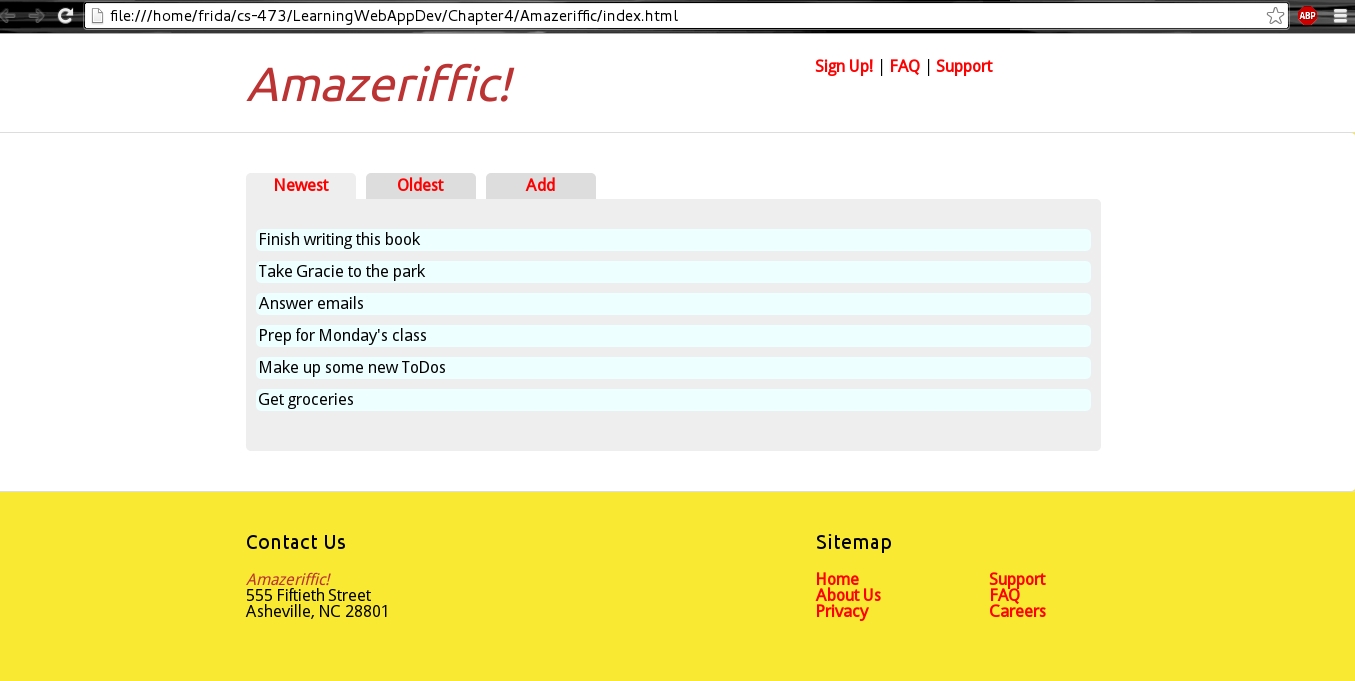 file:///home/frida/cs-473/LearningWebAppDev/Chapter4/Amazeriffic/index.html
ABP
Amazeriffic!
Sign Up! | FAQ | Support
Newest Oldest Add
Finish writing this book
Take Gracie to the park
Answer emails
Prep for Monday's class
Make up some new ToDos
Get groceries
Contact Us
Amazeriffic!
555 Fiftieth Street
Asheville, NC 28801
Sitemap
Home Support
About Us FAQ
Privacy Careers